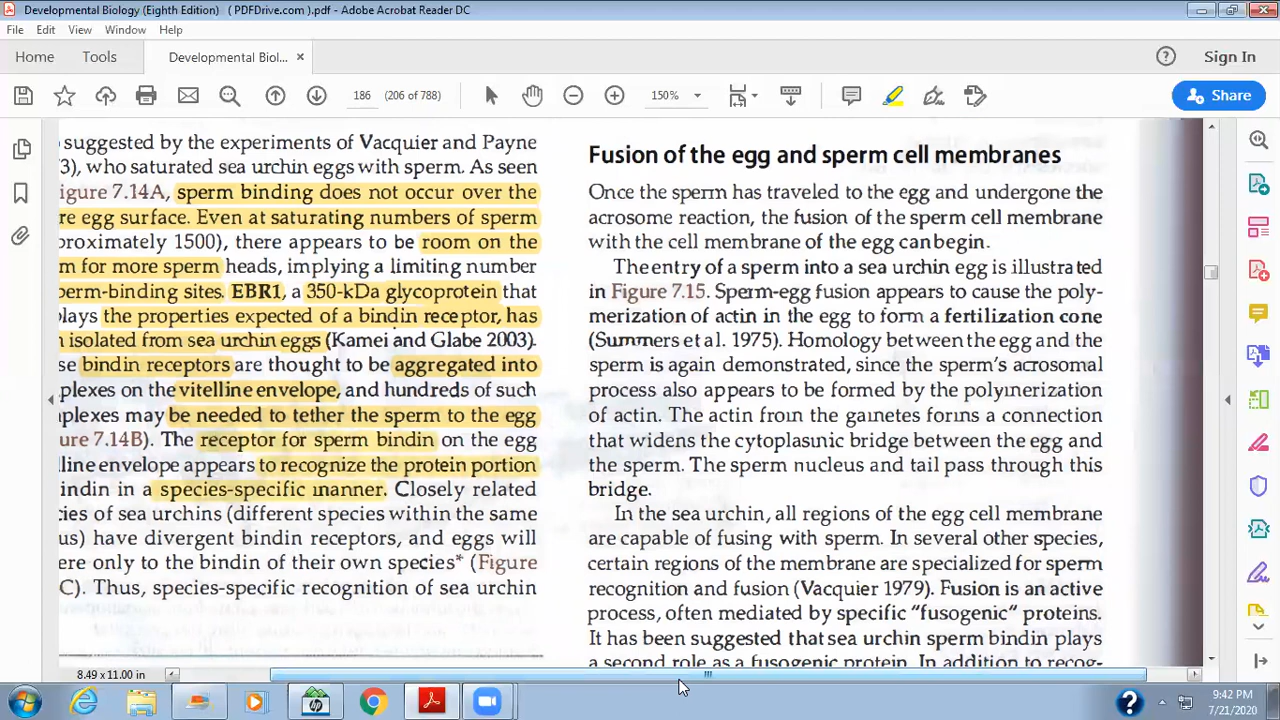 Developmental Biology (Eighth Edition) ( PDFDrive.com ).pdf - Adobe Acrobat Reader DC
File Edit View Window Help
Home Tools Developmental Biol... × ? Sign In
186 (206 of 788) 150% Share
suggested by the experiments of Vacquier and Payne
3), who saturated sea urchin eggs with sperm. As seen
igure 7.14A, sperm binding does not occur over the
re egg surface. Even at saturating numbers of sperm
proximately 1500), there appears to be room on the
m for more sperm heads, implying a limiting number
perm-binding sites. EBR1, a 350-kDa glycoprotein that
plays the properties expected of a bindin receptor, has
n isolated from sea urchin eggs (Kamei and Glabe 2003).
se bindin receptors are thought to be aggregated into
plexes on the vitelline envelope, and hundreds of such
plexes may be needed to tether the sperm to the egg
ure 7.14B). The receptor for sperm bindin on the egg
lline envelope appears to recognize the protein portion
indin in a species-specific manner. Closely related
cies of sea urchins (different species within the same
us) have divergent bindin receptors, and eggs will
ere only to the bindin of their own species* (Figure
C). Thus, species-specific recognition of sea urchin
Fusion of the egg and sperm cell membranes
Once the sperm has traveled to the egg and undergone the
acrosome reaction, the fusion of the sperm cell membrane
with the cell membrane of the egg can begin.
The entry of a sperm into a sea urchin egg is illustrated
in Figure 7.15. Sperm-egg fusion appears to cause the poly-
merization of actin in the egg to form a fertilization cone
(Summers et al. 1975). Homology between the egg and the
sperm is again demonstrated, since the sperm's acrosomal
process also appears to be formed by the polymerization
of actin. The actin from the gametes forms a connection
that widens the cytoplasmic bridge between the egg and
the sperm. The sperm nucleus and tail pass through this
bridge.
In the sea urchin, all regions of the egg cell membrane
are capable of fusing with sperm. In several other species,
certain regions of the membrane are specialized for sperm
recognition and fusion (Vacquier 1979). Fusion is an active
process, often mediated by specific "fusogenic" proteins.
It has been suggested that sea urchin sperm bindin plays
a second role as a fusogenic protein. In addition to recog-
8.49 x 11.00 in
9:42 PM
7/21/2020